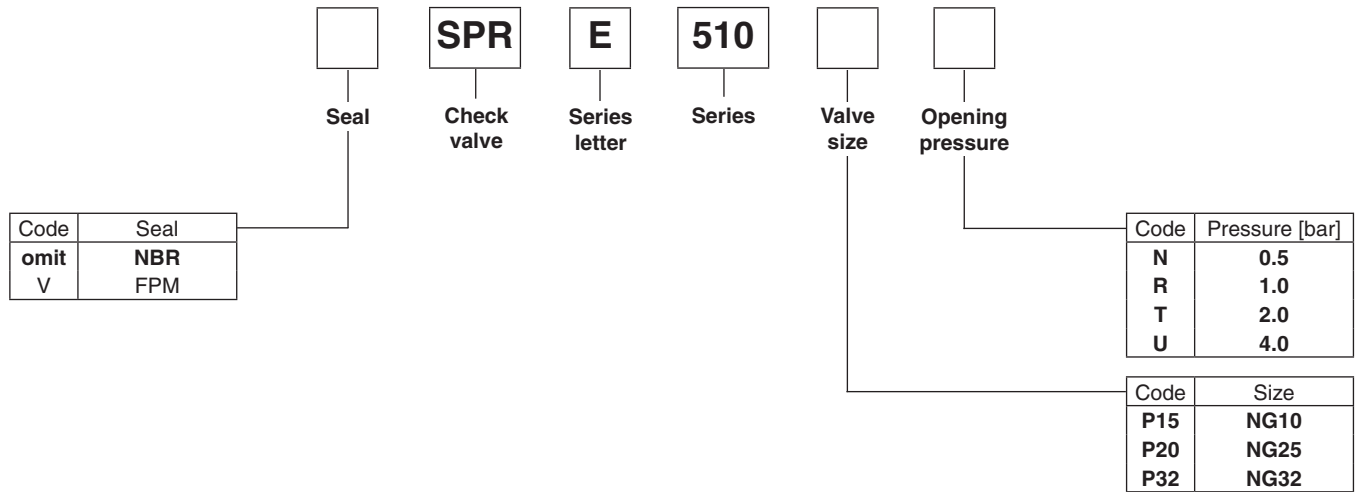 SPR E 510
Seal Check valve Series letter Series Valve size Opening pressure
Code Seal
omit NBR
V FPM
Code Pressure [bar]
N 0.5
R 1.0
T 2.0
U 4.0
Code Size
P15 NG10
P20 NG25
P32 NG32